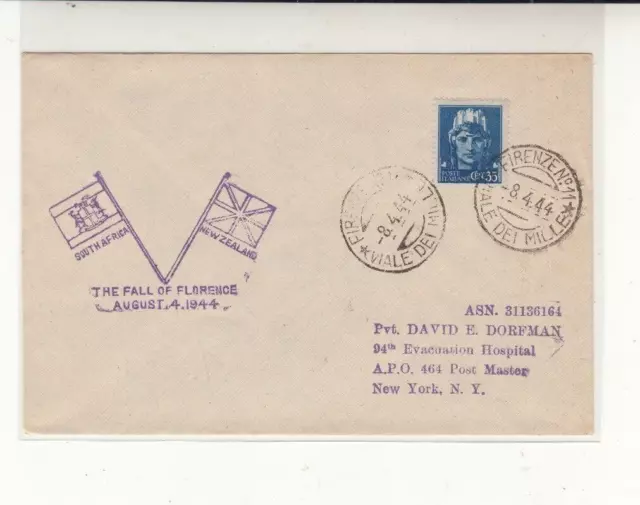 SOUTH AFRICA
NEW ZEALAND
THE FALL OF FLORENCE
AUGUST.4.1944
POSTE
ITALIANE
CENT. 35
FIRENZE
-8.4.44
*VIALE DEI MILLE
FIRENZE No 11
-8.4.44
VIALE DEI MILLE *
ASN. 31136164
Pvt. DAVID E. DORFMAN
94th Evacuation Hospital
A.P.O. 464 Post Master
New York, N. Y.